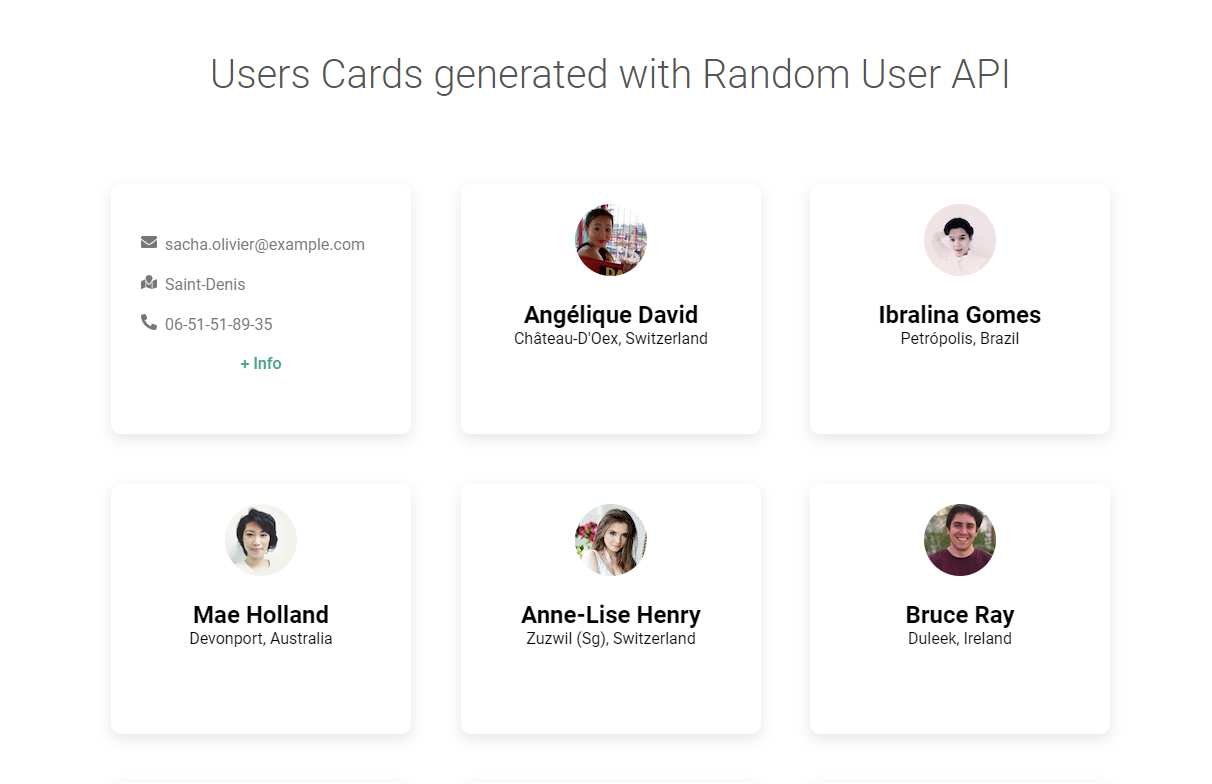 Users Cards generated with Random User API
sacha.olivier@example.com
Saint-Denis
06-51-51-89-35
+ Info
Angélique David
Château-D'Oex, Switzerland
Ibralina Gomes
Petrópolis, Brazil
Mae Holland
Devonport, Australia
Anne-Lise Henry
Zuzwil (Sg), Switzerland
Bruce Ray
Duleek, Ireland